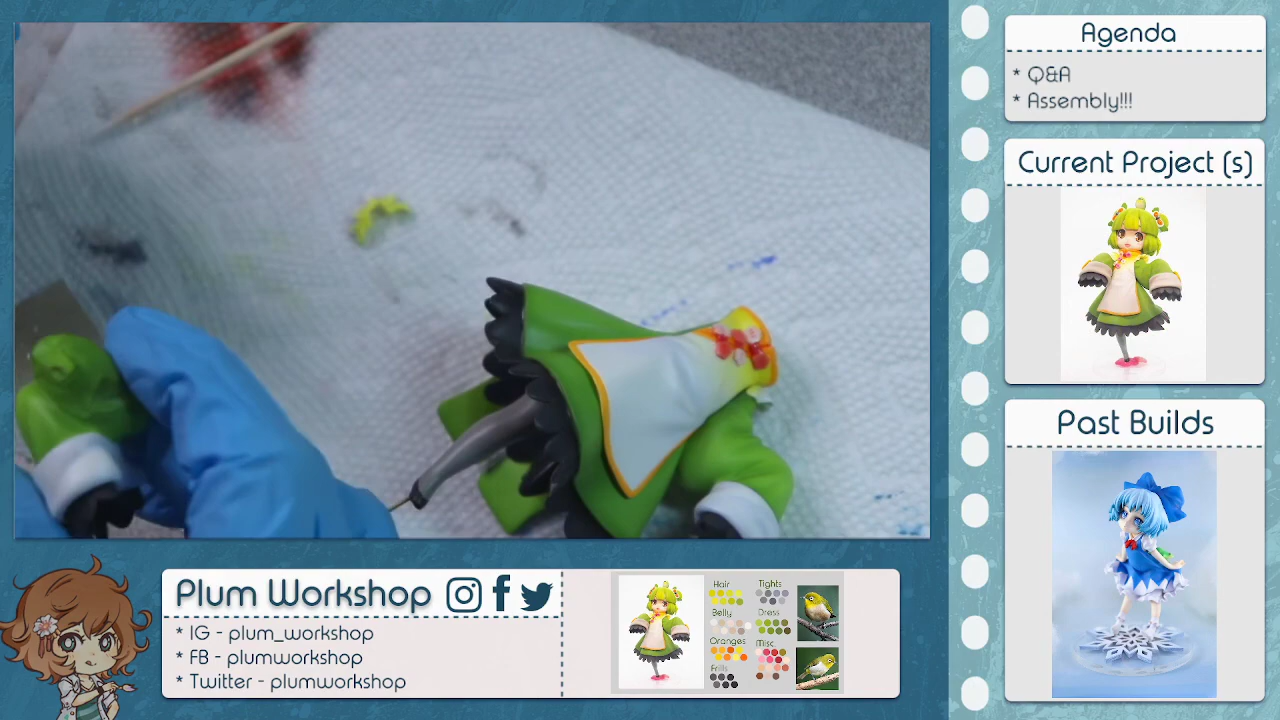 Agenda
* Q&A
* Assembly!!!
Current Project (s)
Past Builds
Plum Workshop
* IG - plum_workshop
* FB - plumworkshop
* Twitter - plumworkshop
Hair
Tights
Belly
Dress
Oranges
Misc.
Frills